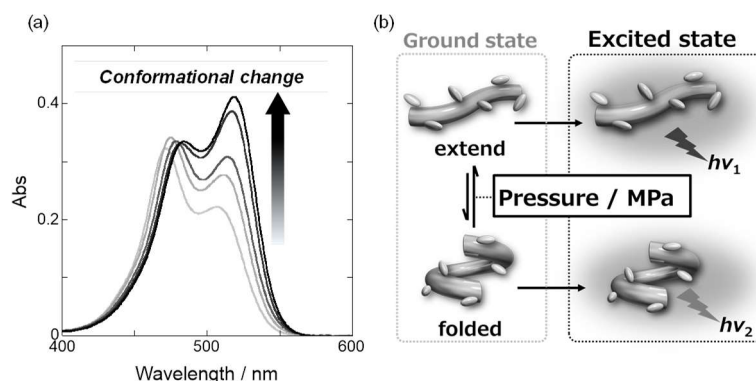 (a)
Conformational change
0.4
0.2
0
Abs
400
500
600
Wavelength / nm
(b)
Ground state
Excited state
extend
hν1
Pressure / MPa
folded
hν2